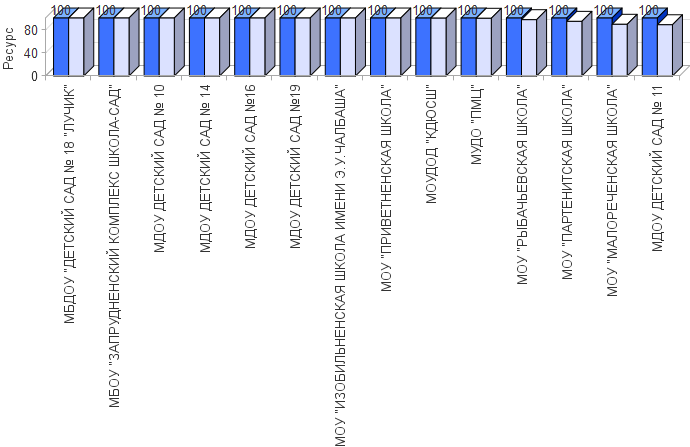 100 100 100 100 100 100 100 100 100 100 100 100 100 100
80
40
0
Ресурс
МБДОУ "ДЕТСКИЙ САД № 18 "ЛУЧИК"
МБОУ "ЗАПРУДНЕНСКИЙ КОМПЛЕКС ШКОЛА-САД"
МДОУ ДЕТСКИЙ САД № 10
МДОУ ДЕТСКИЙ САД № 14
МДОУ ДЕТСКИЙ САД №16
МДОУ ДЕТСКИЙ САД №19
МОУ "ИЗОБИЛЬНЕНСКАЯ ШКОЛА ИМЕНИ Э.У.ЧАЛБАША"
МОУ "ПРИВЕТНЕНСКАЯ ШКОЛА"
МОУДОД "КДЮСШ"
МУДО "ПМЦ"
МОУ "РЫБАЧЬЕВСКАЯ ШКОЛА"
МОУ "ПАРТЕНИТСКАЯ ШКОЛА"
МОУ "МАЛОРЕЧЕНСКАЯ ШКОЛА"
МДОУ ДЕТСКИЙ САД № 11